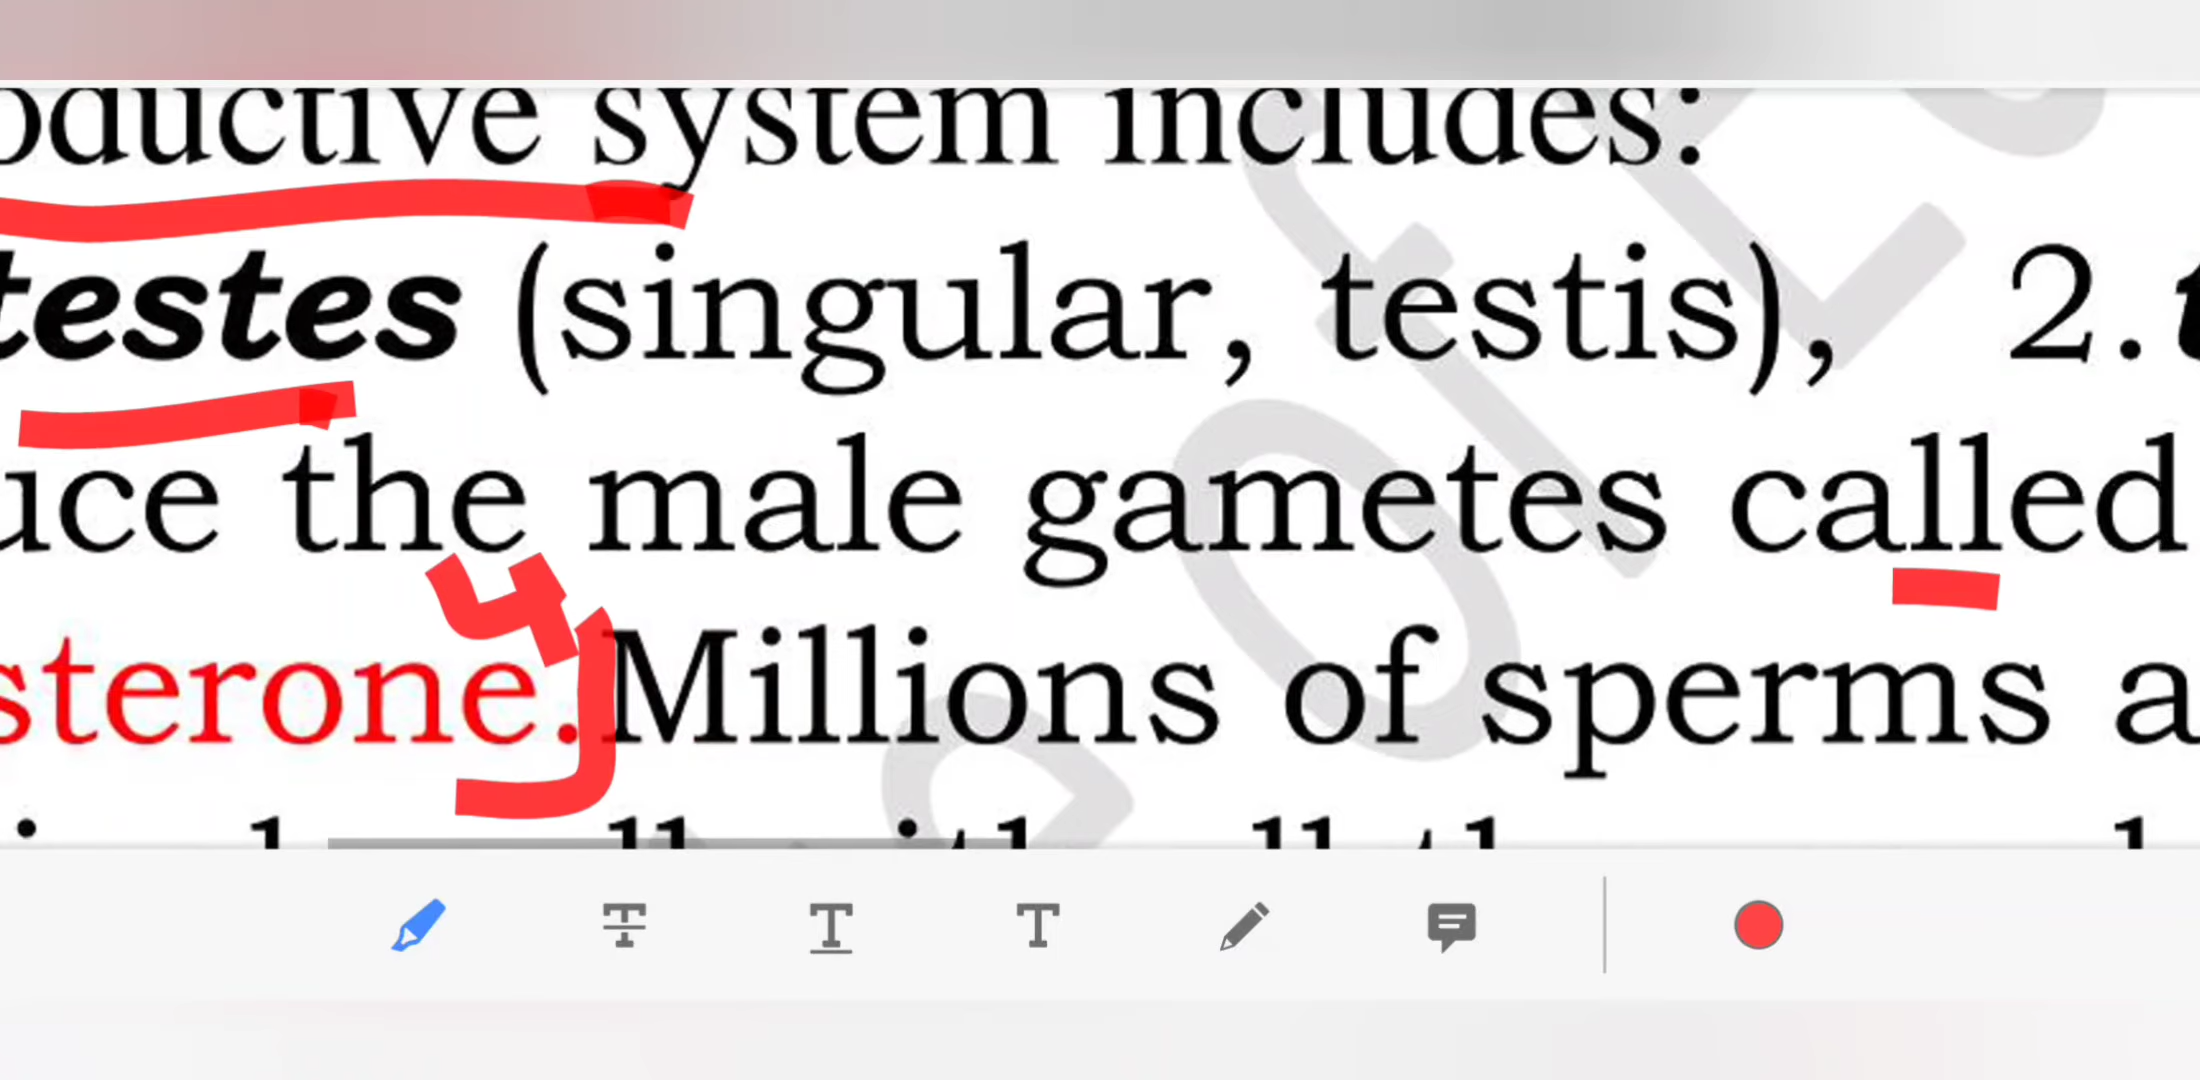 oductive system includes:
testes (singular, testis), 2. t
uce the male gametes called
sterone. Millions of sperms a